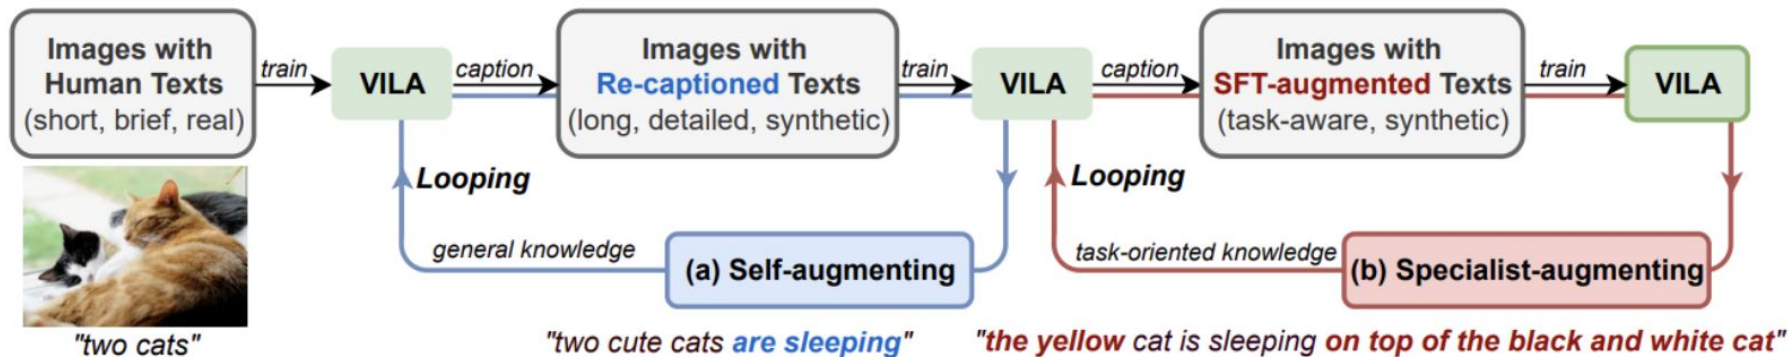 Images with
Human Texts
(short, brief, real)
train
VILA
caption
Images with
Re-captioned Texts
(long, detailed, synthetic)
train
VILA
caption
Images with
SFT-augmented Texts
(task-aware, synthetic)
train
VILA
Looping
general knowledge
(a) Self-augmenting
Looping
task-oriented knowledge
(b) Specialist-augmenting
"two cats"
"two cute cats are sleeping"
"the yellow cat is sleeping on top of the black and white cat"